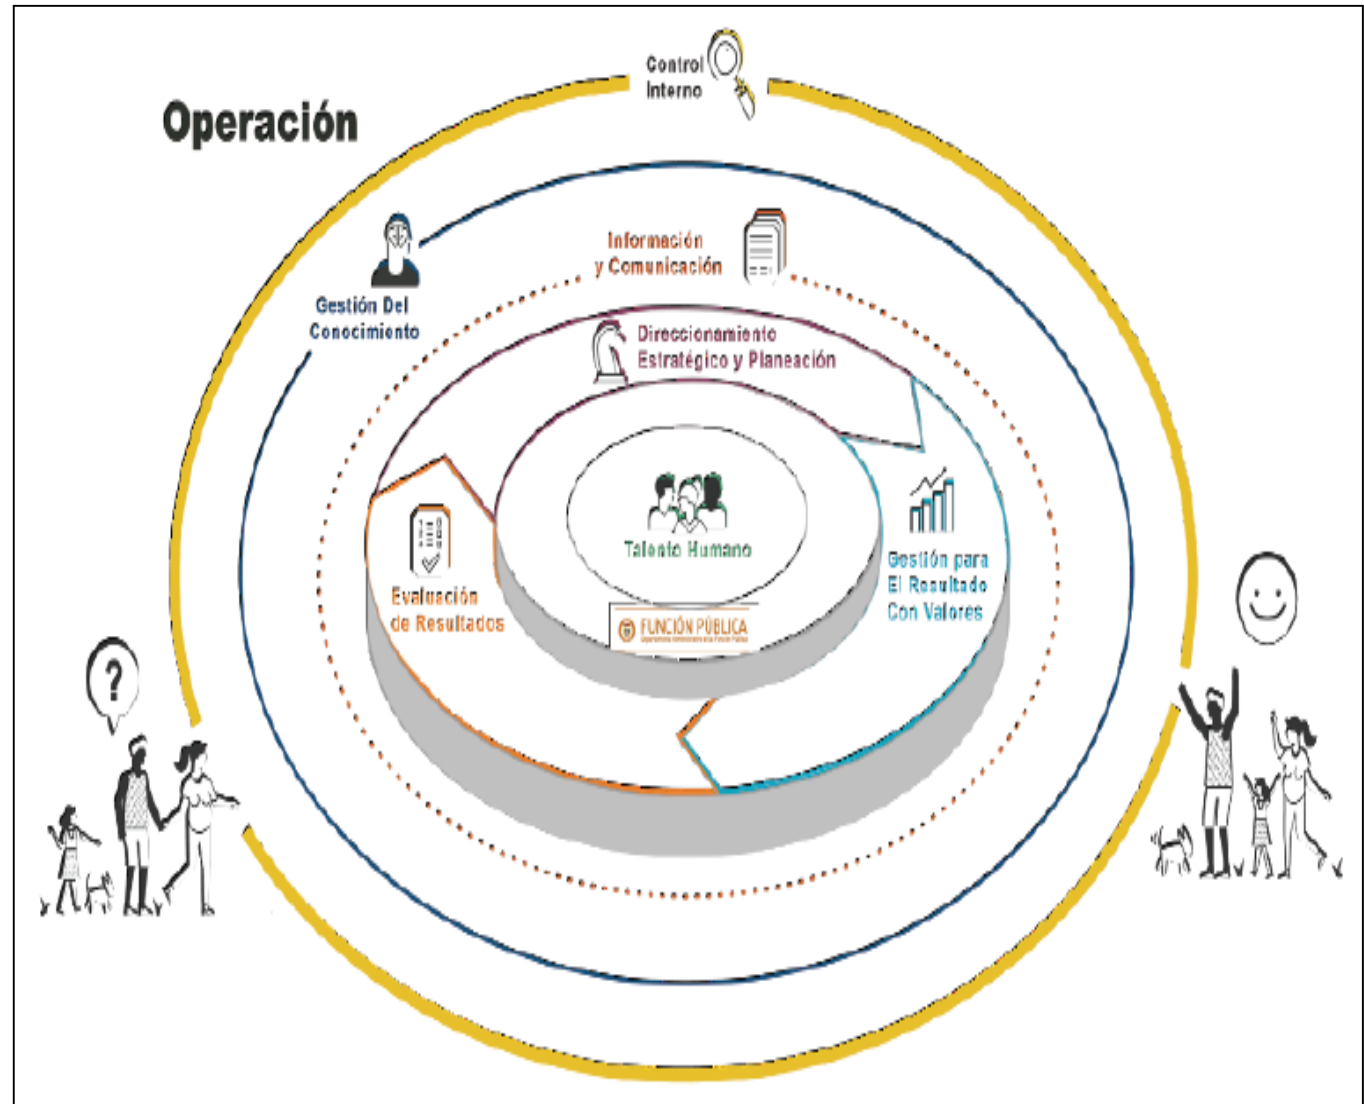 Control
Interno
Operación
Información
y Comunicación
Gestión Del
Conocimiento
Direccionamiento
Estratégico y Planeación
Talento Humano
Gestión para
El Resultado
Con Valores
Evaluación
de Resultados
FUNCIÓN PÚBLICA
?